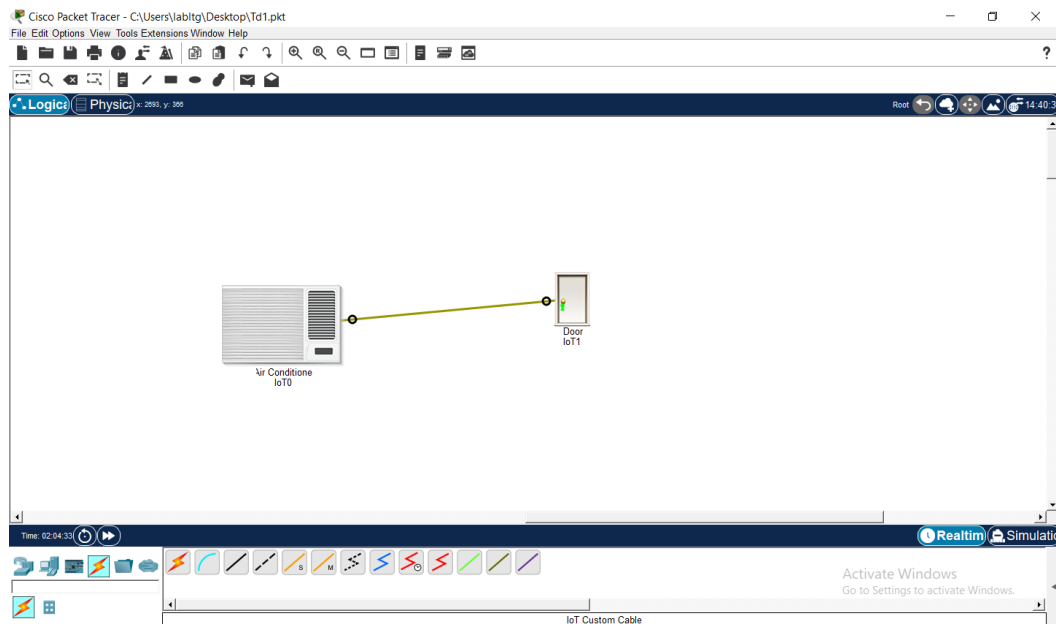 Cisco Packet Tracer - C:\Users\labltg\Desktop\Td1.pkt
File Edit Options View Tools Extensions Window Help
?
Logica Physica x: 2693, y: 366 Root 14:40:3
Air Conditione
IoT0
Door
IoT1
Time: 02:04:33 Realtim Simulatio
S M
Activate Windows
Go to Settings to activate Windows.
IoT Custom Cable